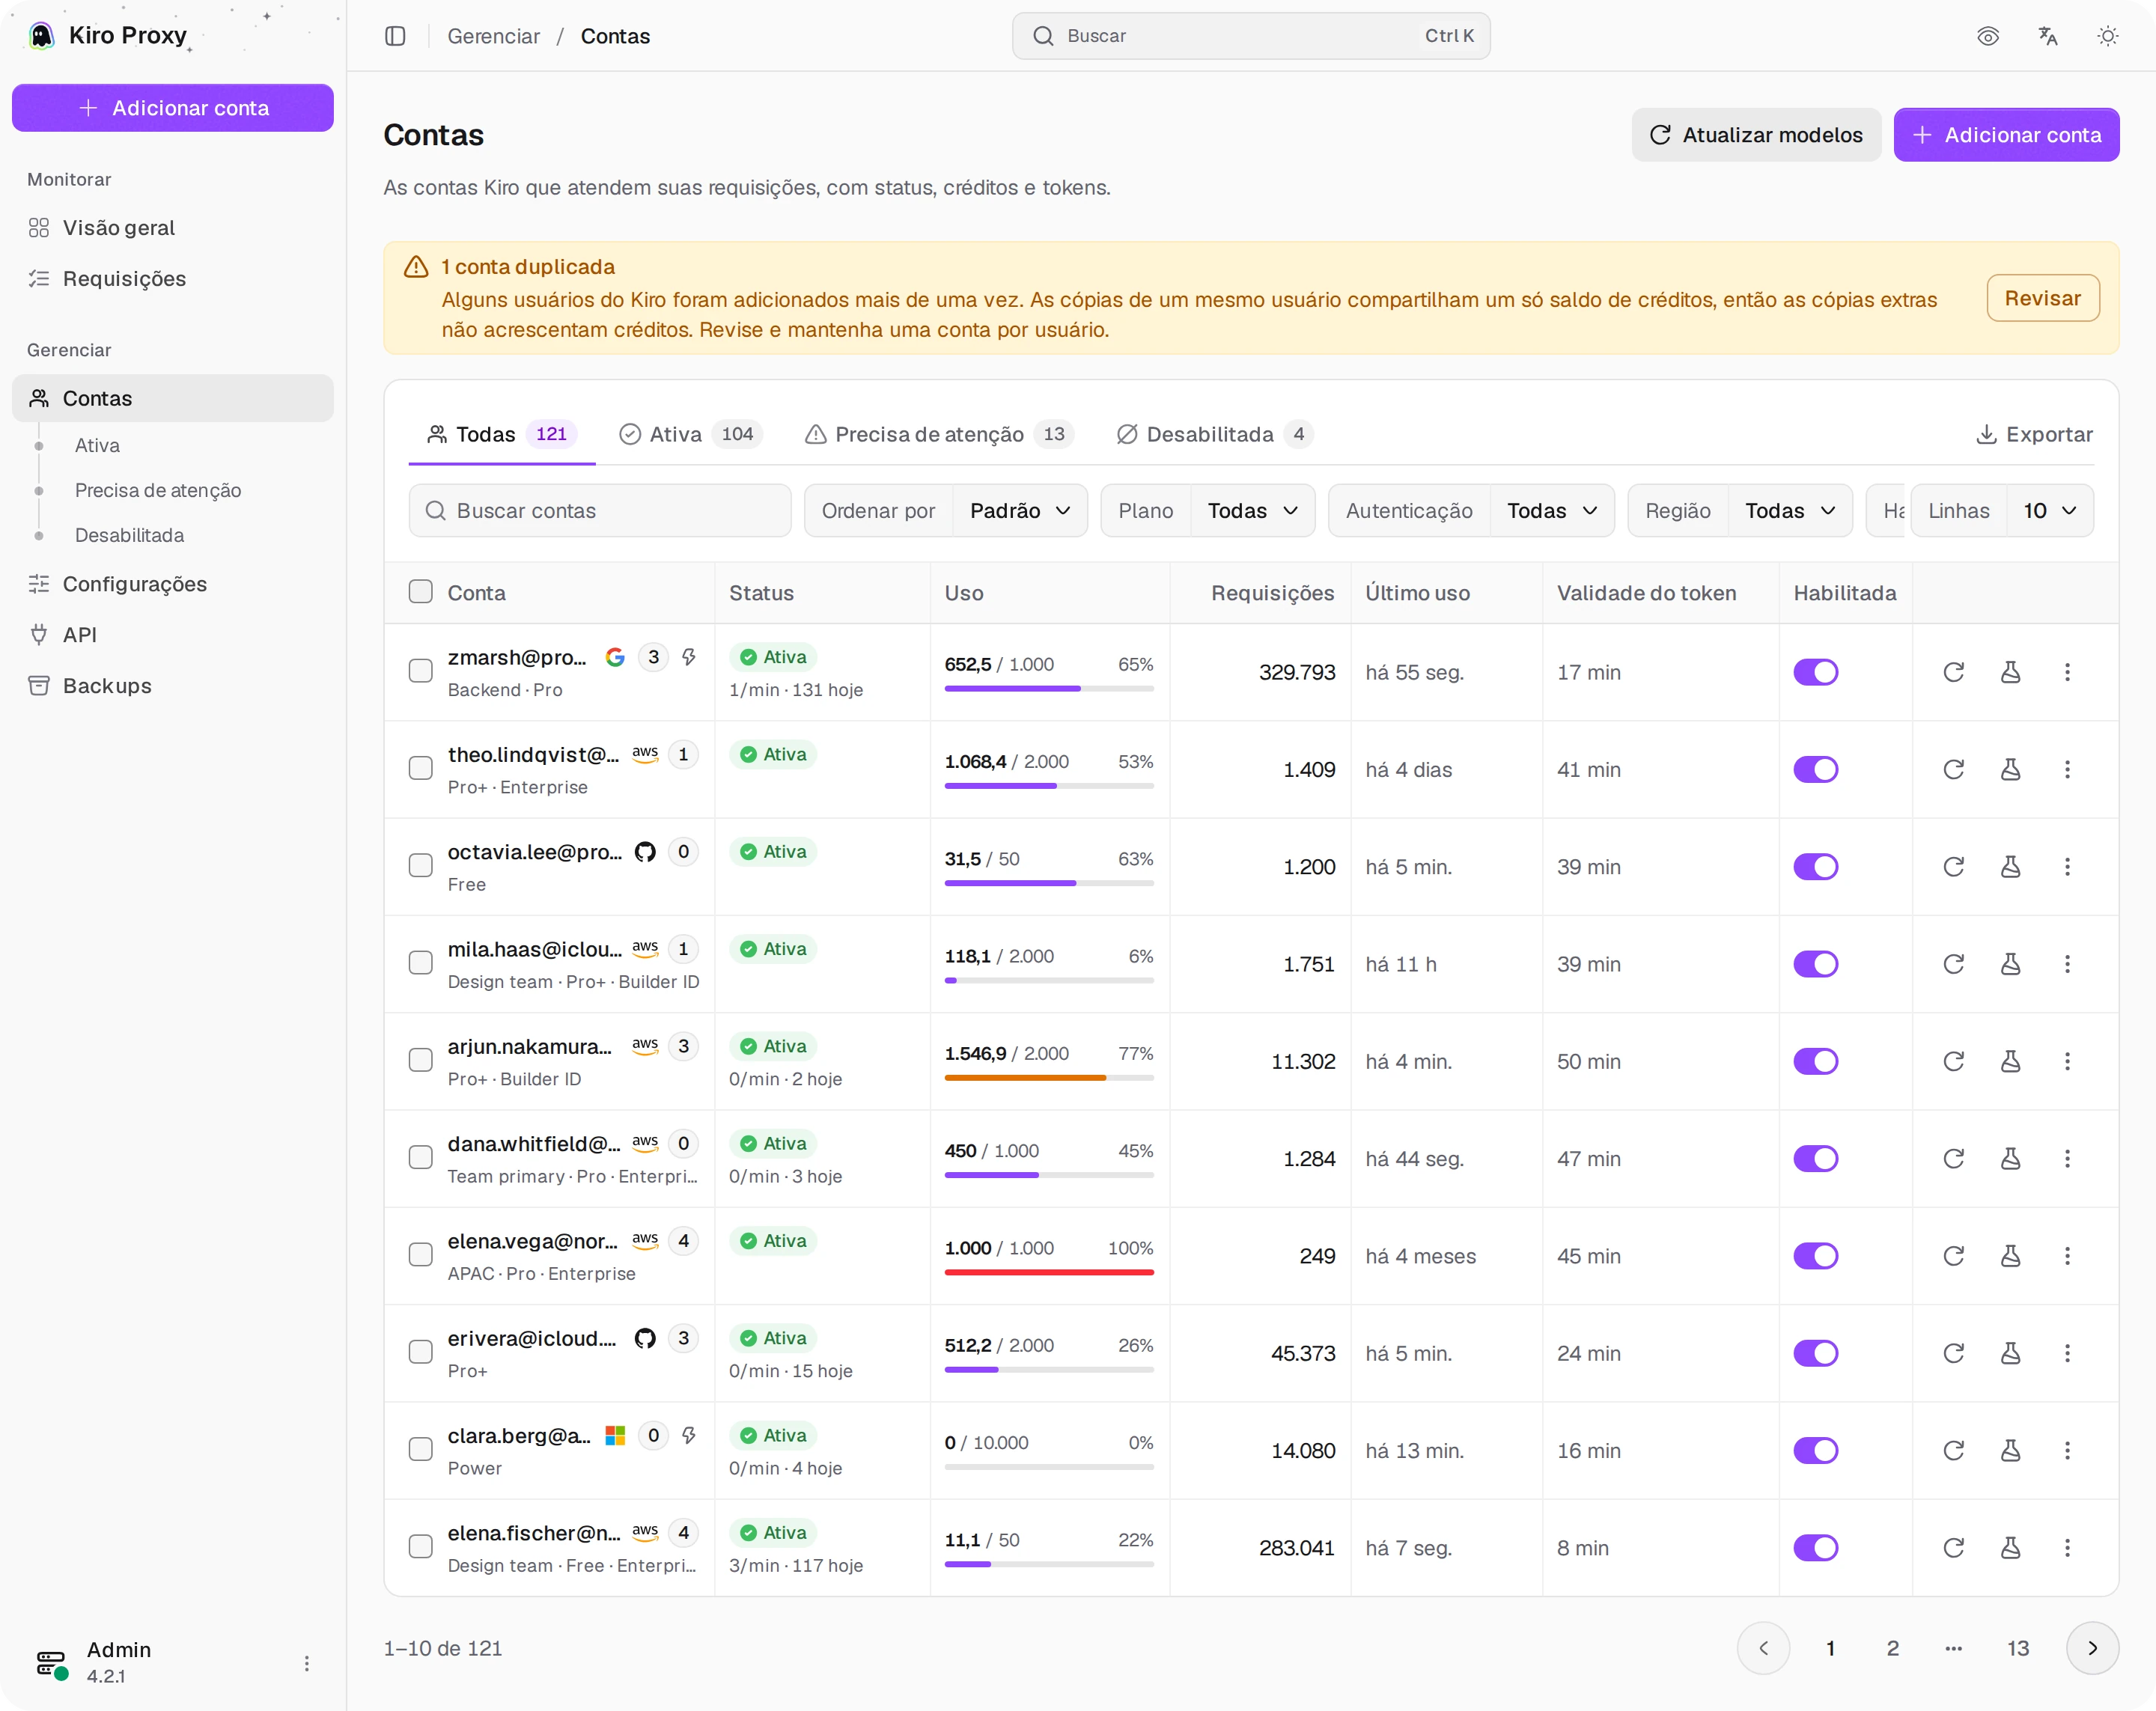 Kiro Proxy
Adicionar conta
Monitorar
Visão geral
Requisições
Gerenciar
Contas
Ativa
Precisa de atenção
Desabilitada
Configurações
API
Backups
Admin
4.2.1
Gerenciar / Contas
Buscar Ctrl K
Contas
As contas Kiro que atendem suas requisições, com status, créditos e tokens.
Atualizar modelos
Adicionar conta
1 conta duplicada
Alguns usuários do Kiro foram adicionados mais de uma vez. As cópias de um mesmo usuário compartilham um só saldo de créditos, então as cópias extras
não acrescentam créditos. Revise e mantenha uma conta por usuário.
Revisar
Todas 121 Ativa 104 Precisa de atenção 13 Desabilitada 4 Exportar
Buscar contas Ordenar por Padrão Plano Todas Autenticação Todas Região Todas Ha Linhas 10
Conta Status Uso Requisições Último uso Validade do token Habilitada
zmarsh@pro... 3 Ativa 652,5 / 1.000 65% 329.793 há 55 seg. 17 min
Backend · Pro 1/min · 131 hoje
theo.lindqvist@... aws 1 Ativa 1.068,4 / 2.000 53% 1.409 há 4 dias 41 min
Pro+ · Enterprise
octavia.lee@pro... 0 Ativa 31,5 / 50 63% 1.200 há 5 min. 39 min
Free
mila.haas@iclou... aws 1 Ativa 118,1 / 2.000 6% 1.751 há 11 h 39 min
Design team · Pro+ · Builder ID
arjun.nakamura... aws 3 Ativa 1.546,9 / 2.000 77% 11.302 há 4 min. 50 min
Pro+ · Builder ID 0/min · 2 hoje
dana.whitfield@... aws 0 Ativa 450 / 1.000 45% 1.284 há 44 seg. 47 min
Team primary · Pro · Enterpri... 0/min · 3 hoje
elena.vega@nor... aws 4 Ativa 1.000 / 1.000 100% 249 há 4 meses 45 min
APAC · Pro · Enterprise
erivera@icloud.... 3 Ativa 512,2 / 2.000 26% 45.373 há 5 min. 24 min
Pro+ 0/min · 15 hoje
clara.berg@a... 0 Ativa 0 / 10.000 0% 14.080 há 13 min. 16 min
Power 0/min · 4 hoje
elena.fischer@n... aws 4 Ativa 11,1 / 50 22% 283.041 há 7 seg. 8 min
Design team · Free · Enterpri... 3/min · 117 hoje
1–10 de 121
1 2 ... 13